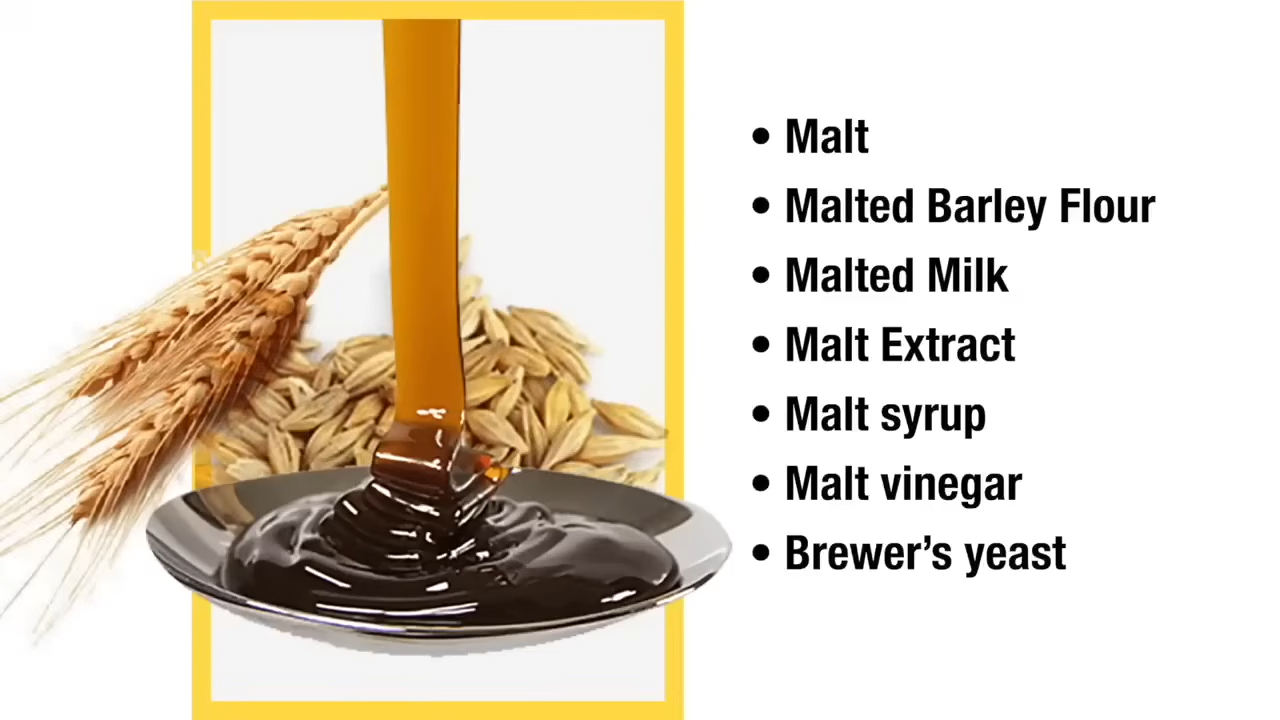 • Malt
• Malted Barley Flour
• Malted Milk
• Malt Extract
• Malt syrup
• Malt vinegar
• Brewer’s yeast